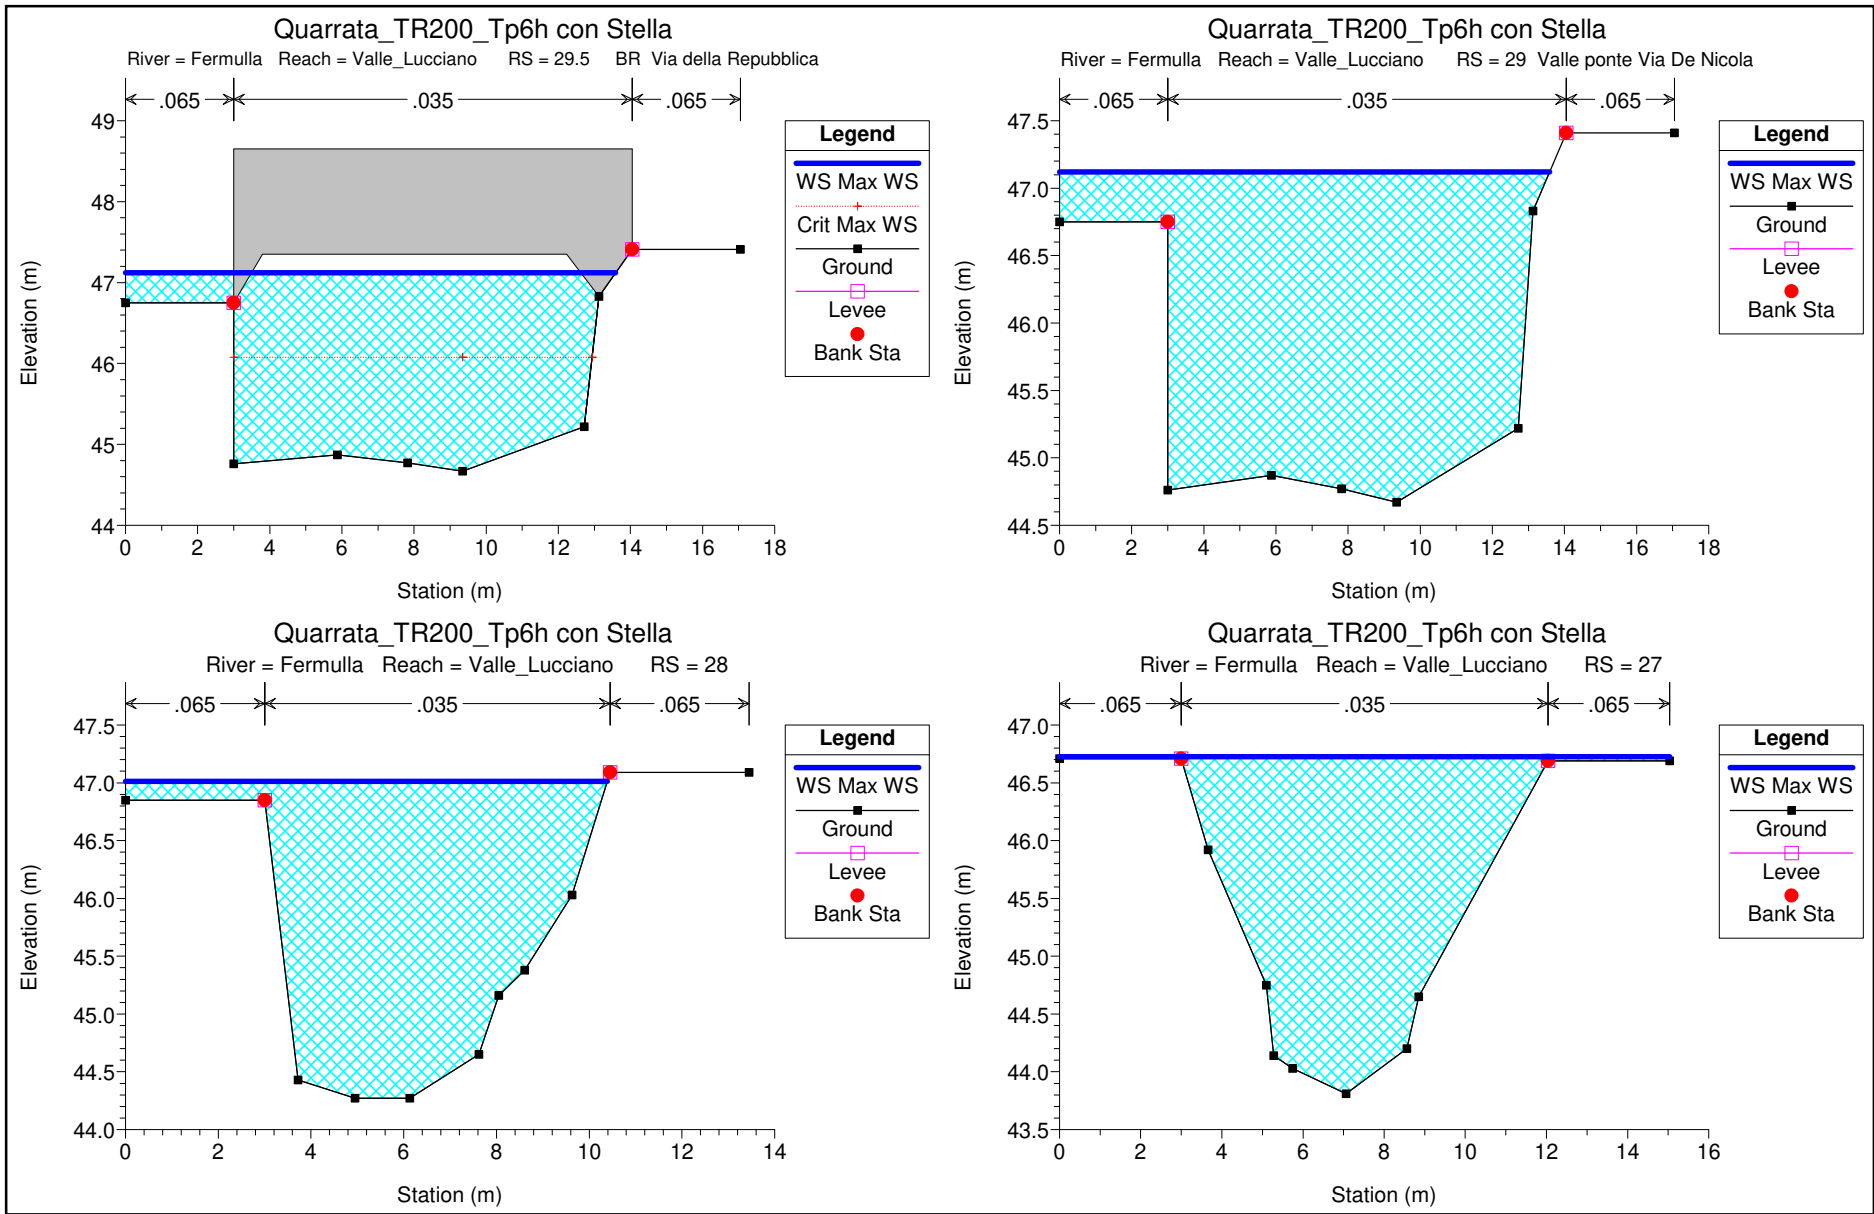 Quarrata_TR200_Tp6h con Stella
River = Fermulla Reach = Valle_Lucciano RS = 29.5 BR Via della Repubblica
.065 .035 .065
49
48
47
46
45
44
0 2 4 6 8 10 12 14 16 18
Station (m)
Elevation (m)
Legend
WS Max WS
Crit Max WS
Ground
Levee
Bank Sta
Quarrata_TR200_Tp6h con Stella
River = Fermulla Reach = Valle_Lucciano RS = 29 Valle ponte Via De Nicola
.065 .035 .065
47.5
47.0
46.5
46.0
45.5
45.0
44.5
0 2 4 6 8 10 12 14 16 18
Station (m)
Elevation (m)
Legend
WS Max WS
Ground
Levee
Bank Sta
Quarrata_TR200_Tp6h con Stella
River = Fermulla Reach = Valle_Lucciano RS = 28
.065 .035 .065
47.5
47.0
46.5
46.0
45.5
45.0
44.5
44.0
0 2 4 6 8 10 12 14
Station (m)
Elevation (m)
Legend
WS Max WS
Ground
Levee
Bank Sta
Quarrata_TR200_Tp6h con Stella
River = Fermulla Reach = Valle_Lucciano RS = 27
.065 .035 .065
47.0
46.5
46.0
45.5
45.0
44.5
44.0
43.5
0 2 4 6 8 10 12 14 16
Station (m)
Elevation (m)
Legend
WS Max WS
Ground
Levee
Bank Sta